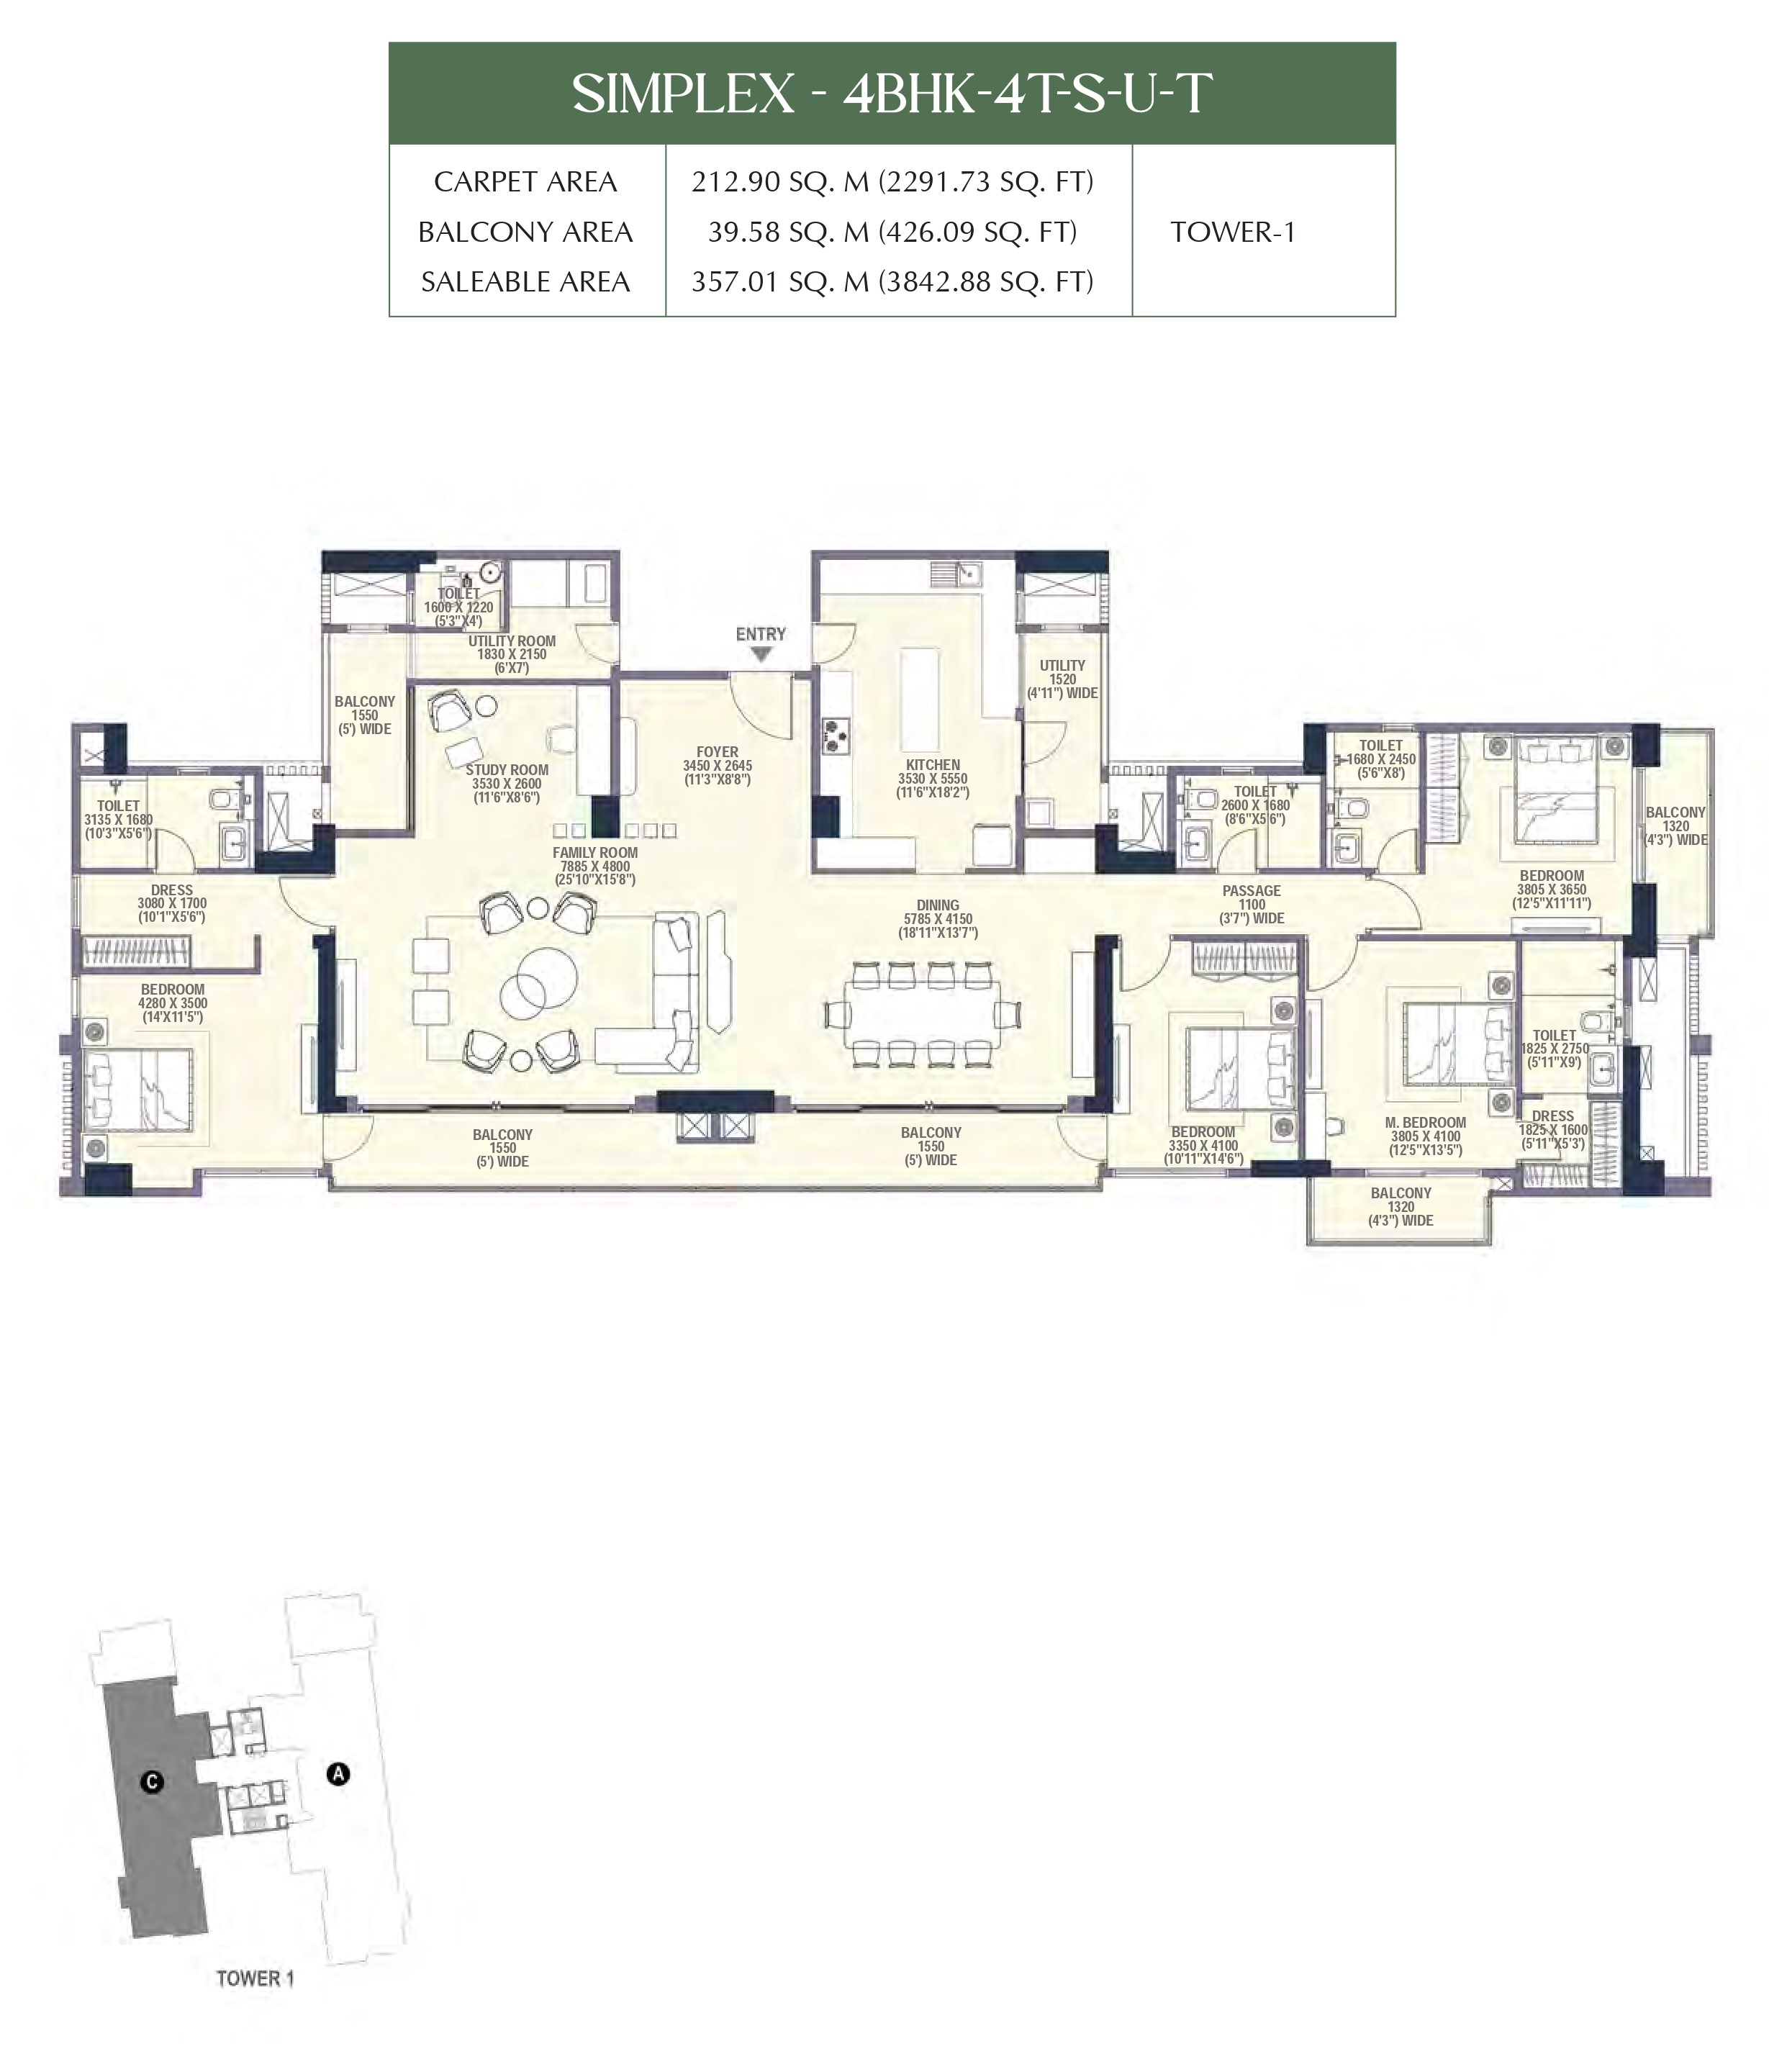 SIMPLEX - 4BHK-4T-S-U-T
CARPET AREA
212.90 SQ. M (2291.73 SQ. FT)
BALCONY AREA
39.58 SQ. M (426.09 SQ. FT)
TOWER-1
SALEABLE AREA
357.01 SQ. M (3842.88 SQ. FT)
TOILET
1600 X 1220
(5'3"X4')
UTILITY ROOM
1830 X 2150
(6'X7')
ENTRY
BALCONY
1550
(5') WIDE
UTILITY
1520
(4'11") WIDE
STUDY ROOM
3530 X 2600
(11'6"X8'6")
FOYER
3450 X 2645
(11'3"X8'8")
KITCHEN
3530 X 5550
(11'6"X18'2")
TOILET
3135 X 1680
(10'3"X5'6")
TOILET
2600 X 1680
(8'6"X5'6")
TOILET
1680 X 2450
(5'6"X8')
BALCONY
1320
(4'3") WIDE
DRESS
3080 X 1700
(10'1"X5'6")
FAMILY ROOM
7885 X 4800
(25'10"X15'8")
DINING
5785 X 4150
(18'11"X13'7")
PASSAGE
1100
(3'7") WIDE
BEDROOM
3805 X 3650
(12'5"X11'11")
BEDROOM
4280 X 3500
(14'X11'5")
TOILET
1825 X 2750
(5'11"X9')
BALCONY
1550
(5') WIDE
BALCONY
1550
(5') WIDE
BEDROOM
3350 X 4100
(10'11"X14'6")
M. BEDROOM
3805 X 4100
(12'5"X13'5")
DRESS
1825 X 1600
(5'11"X5'3')
BALCONY
1320
(4'3") WIDE
C
A
TOWER 1